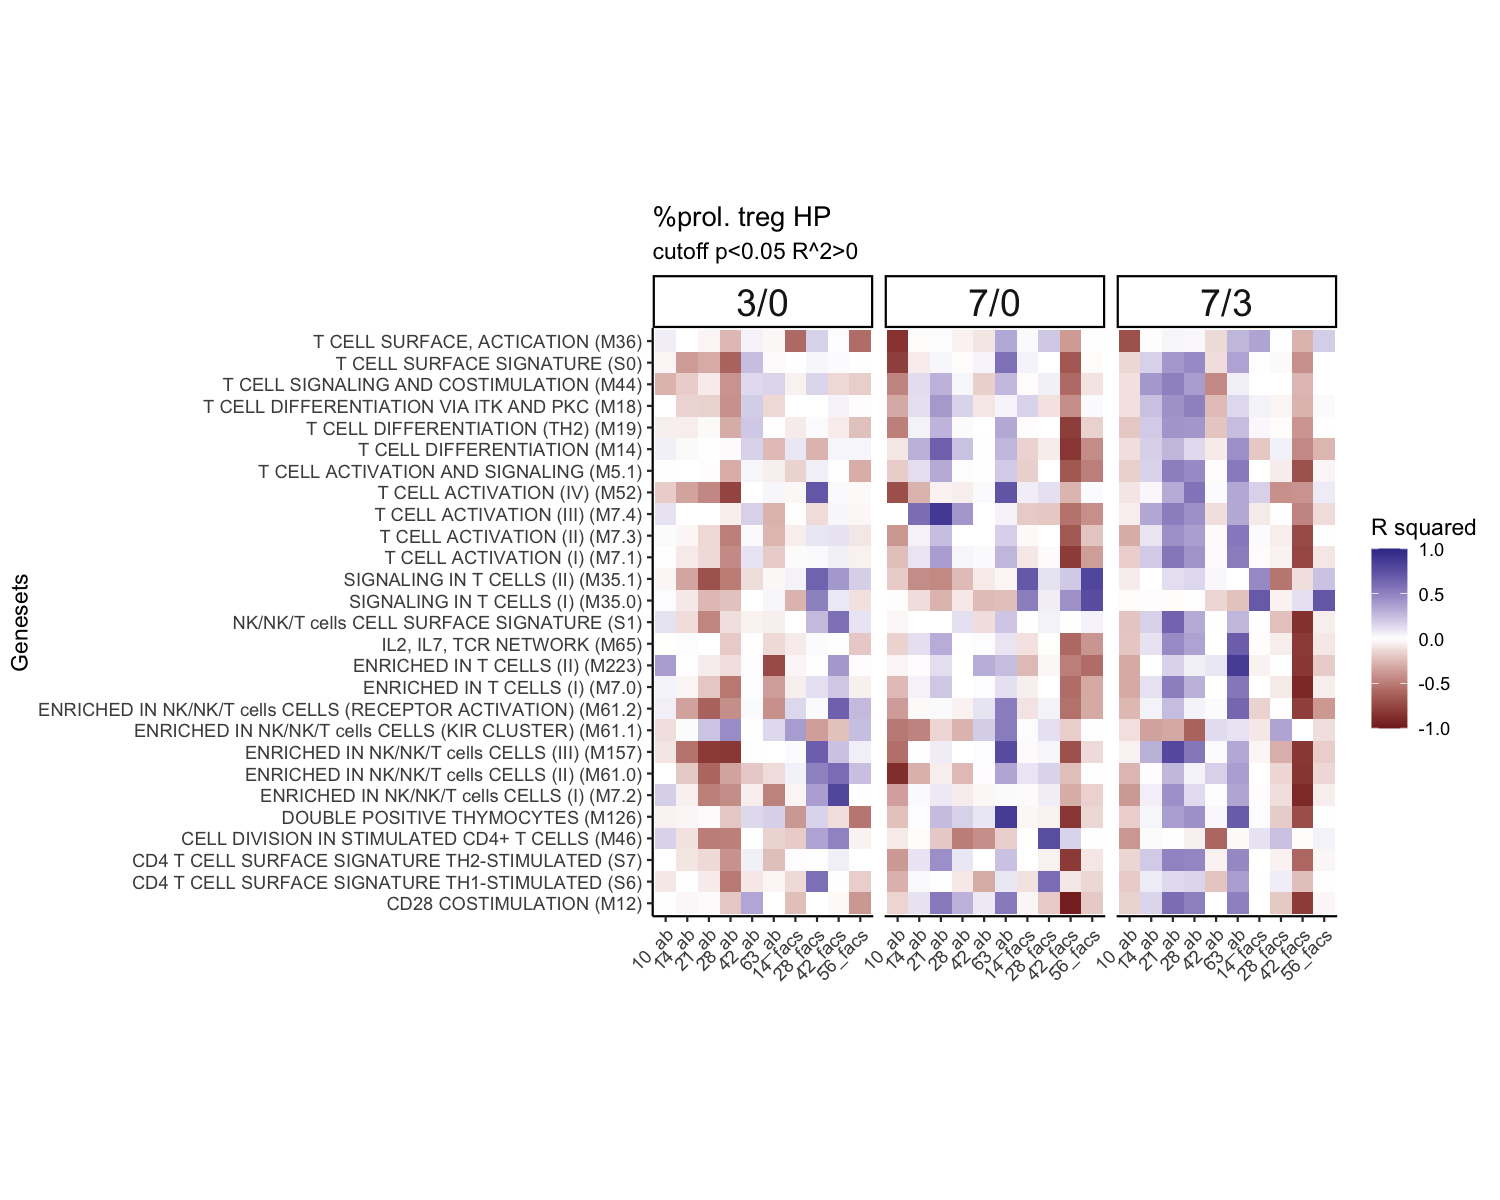 %prol. treg HP
cutoff p<0.05 R^2>0
3/0
7/0
7/3
Genesets
T CELL SURFACE, ACTICATION (M36)
T CELL SURFACE SIGNATURE (S0)
T CELL SIGNALING AND COSTIMULATION (M44)
T CELL DIFFERENTIATION VIA ITK AND PKC (M18)
T CELL DIFFERENTIATION (TH2) (M19)
T CELL DIFFERENTIATION (M14)
T CELL ACTIVATION AND SIGNALING (M5.1)
T CELL ACTIVATION (IV) (M52)
T CELL ACTIVATION (III) (M7.4)
T CELL ACTIVATION (II) (M7.3)
T CELL ACTIVATION (I) (M7.1)
SIGNALING IN T CELLS (II) (M35.1)
SIGNALING IN T CELLS (I) (M35.0)
NK/NK/T cells CELL SURFACE SIGNATURE (S1)
IL2, IL7, TCR NETWORK (M65)
ENRICHED IN T CELLS (II) (M223)
ENRICHED IN T CELLS (I) (M7.0)
ENRICHED IN NK/NK/T cells CELLS (RECEPTOR ACTIVATION) (M61.2)
ENRICHED IN NK/NK/T cells CELLS (KIR CLUSTER) (M61.1)
ENRICHED IN NK/NK/T cells CELLS (III) (M157)
ENRICHED IN NK/NK/T cells CELLS (II) (M61.0)
ENRICHED IN NK/NK/T cells CELLS (I) (M7.2)
DOUBLE POSITIVE THYMOCYTES (M126)
CELL DIVISION IN STIMULATED CD4+ T CELLS (M46)
CD4 T CELL SURFACE SIGNATURE TH2-STIMULATED (S7)
CD4 T CELL SURFACE SIGNATURE TH1-STIMULATED (S6)
CD28 COSTIMULATION (M12)
10_ab
14_ab
21_ab
28_ab
42_ab
63_ab
14_facs
28_facs
42_facs
56_facs
10_ab
14_ab
21_ab
28_ab
42_ab
63_ab
14_facs
28_facs
42_facs
56_facs
10_ab
14_ab
21_ab
28_ab
42_ab
63_ab
14_facs
28_facs
42_facs
56_facs
R squared
1.0
0.5
0.0
-0.5
-1.0